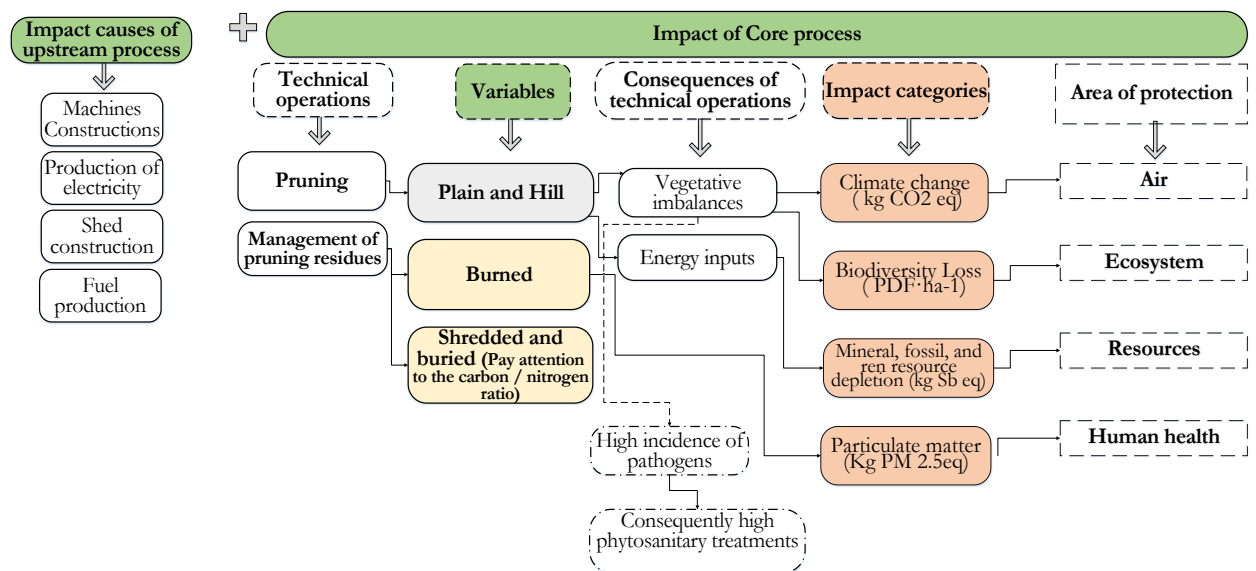 Impact causes of
upstream process
Machines
Constructions
Production of
electricity
Shed
construction
Fuel
production
Impact of Core process
Technical
operations
Variables
Consequences of
technical operations
Impact categories
Area of protection
Pruning
Plain and Hill
Vegetative
imbalances
Climate change
( kg CO2 eq)
Air
Management of
pruning residues
Burned
Energy inputs
Biodiversity Loss
( PDF·ha-1)
Ecosystem
Shredded and
buried (Pay attention
to the carbon / nitrogen
ratio)
Mineral, fossil, and
ren resource
depletion (kg Sb eq)
Resources
High incidence of
pathogens
Particulate matter
(Kg PM 2.5eq)
Human health
Consequently high
phytosanitary treatments